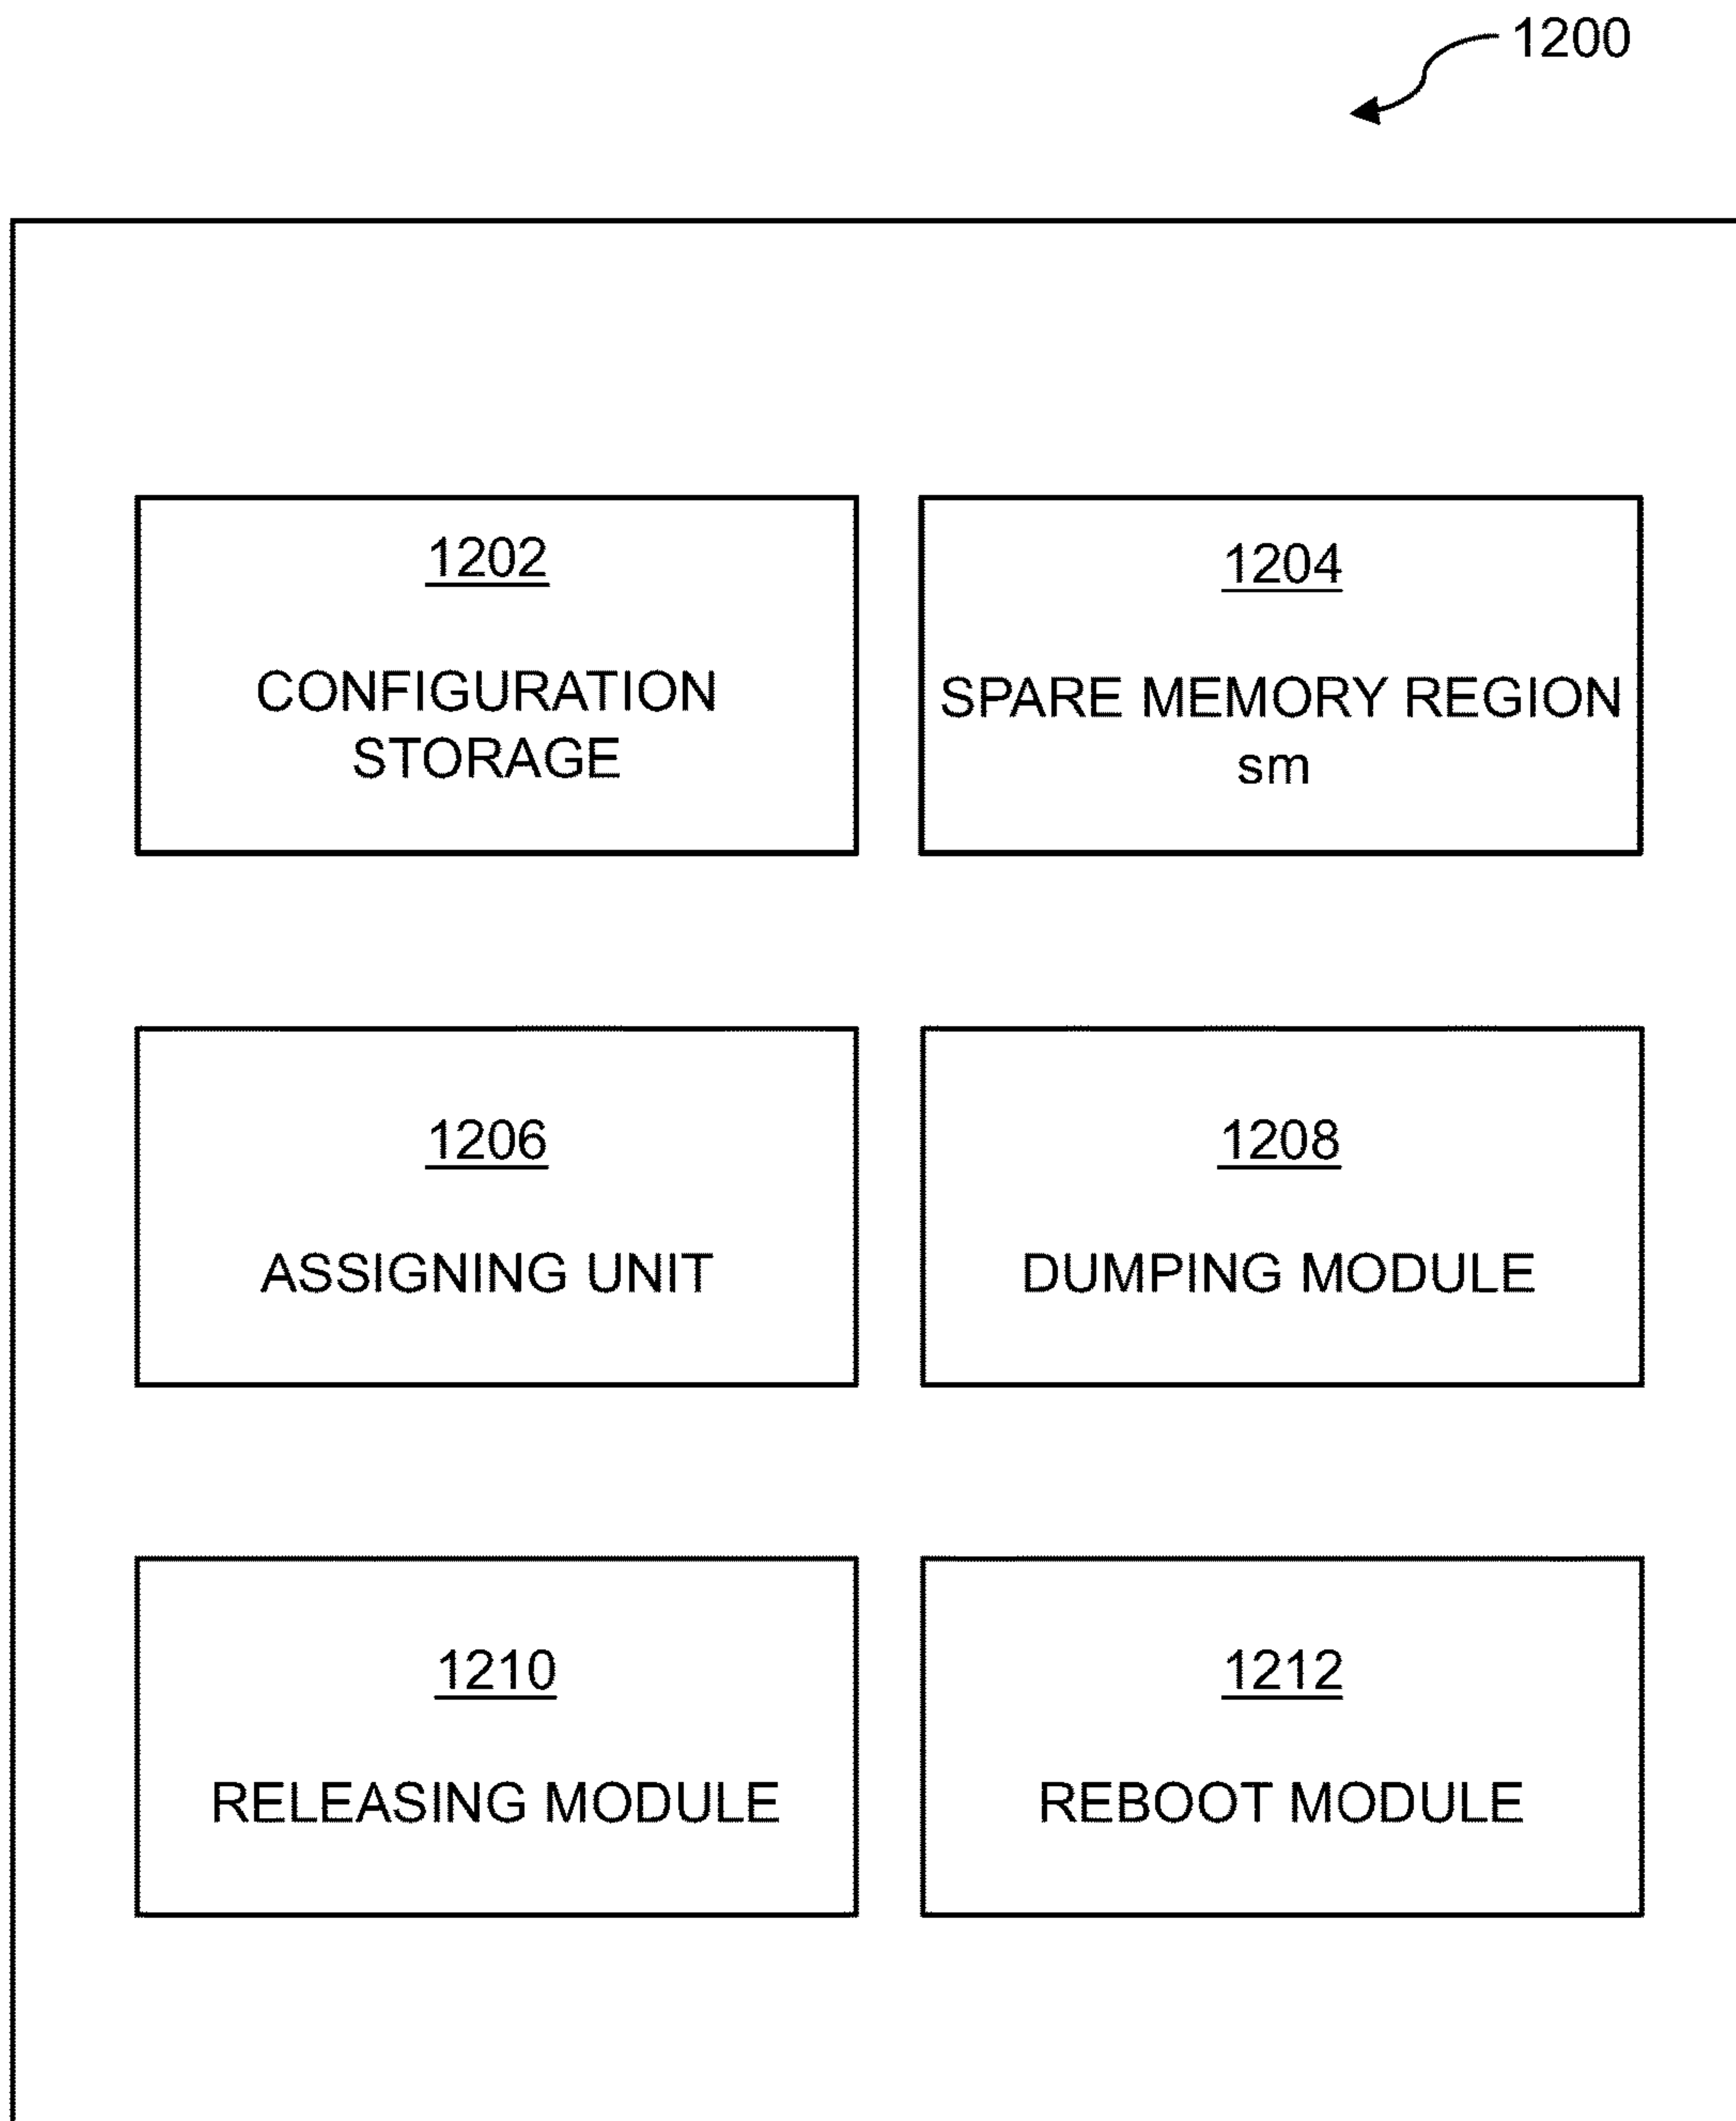 1200
1202
CONFIGURATION
STORAGE
1204
SPARE MEMORY REGION
sm
1206
ASSIGNING UNIT
1208
DUMPING MODULE
1210
RELEASING MODULE
1212
REBOOT MODULE